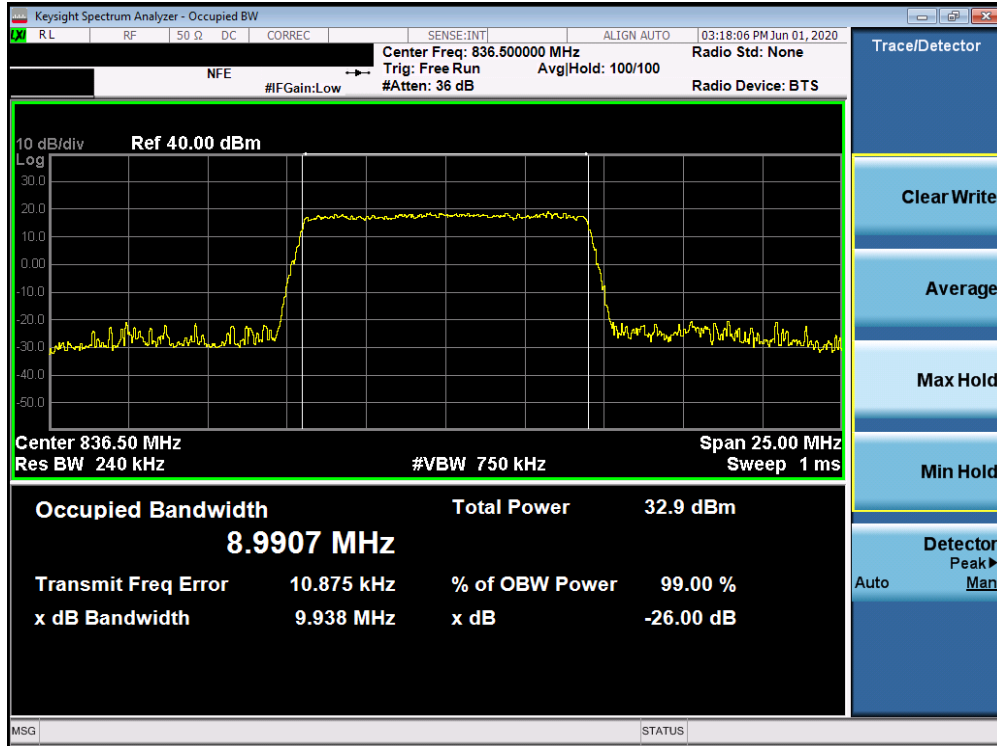 Keysight Spectrum Analyzer - Occupied BW
LXI RL RF 50 Ω DC CORREC SENSE:INT ALIGN AUTO 03:18:06 PM Jun 01, 2020
Center Freq: 836.500000 MHz Radio Std: None
NFE Trig: Free Run Avg|Hold: 100/100
#IFGain:Low #Atten: 36 dB Radio Device: BTS
10 dB/div Ref 40.00 dBm
Log
30.0
20.0
10.0
0.00
-10.0
-20.0
-30.0
-40.0
-50.0
Center 836.50 MHz Span 25.00 MHz
Res BW 240 kHz #VBW 750 kHz Sweep 1 ms
Occupied Bandwidth Total Power 32.9 dBm
8.9907 MHz
Transmit Freq Error 10.875 kHz % of OBW Power 99.00 %
x dB Bandwidth 9.938 MHz x dB -26.00 dB
MSG STATUS
Trace/Detector
Clear Write
Average
Max Hold
Min Hold
Detector
Peak▶
Auto Man